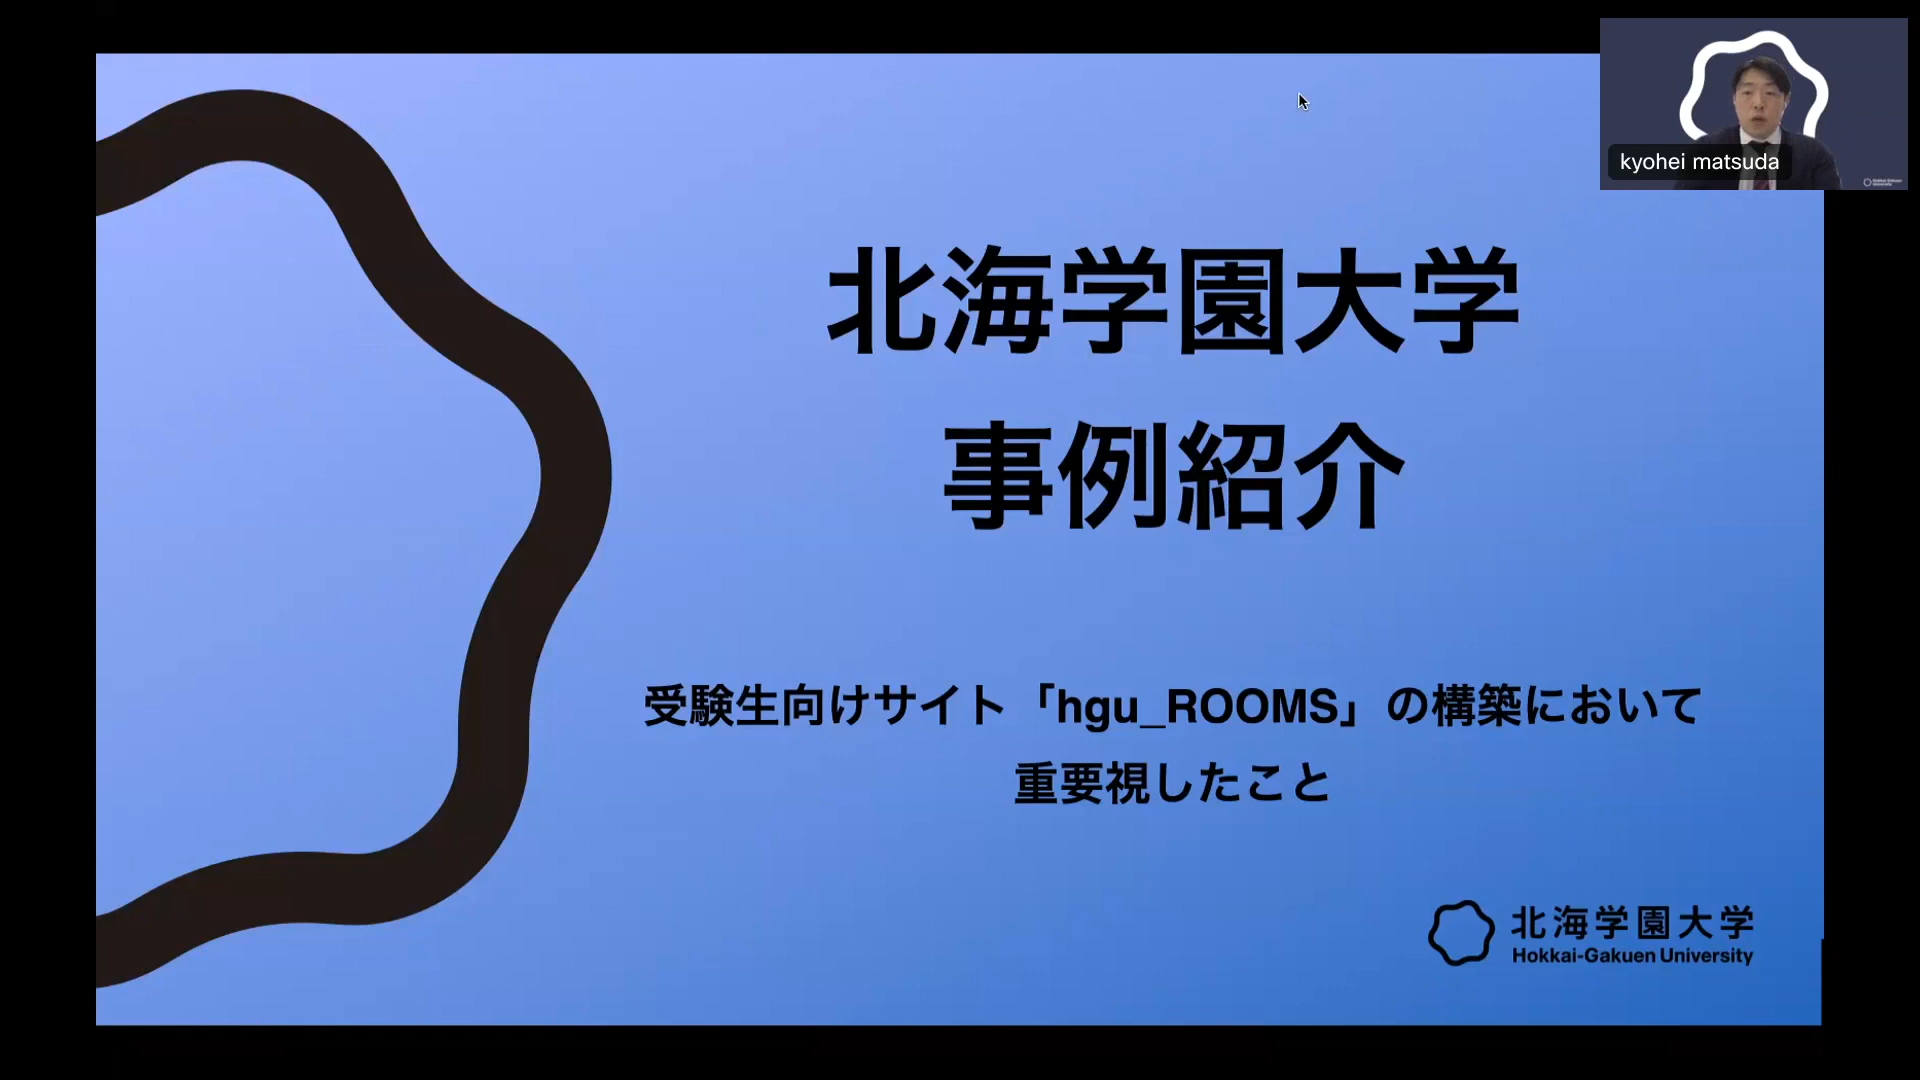 kyohei matsuda
北海学園大学
事例紹介
受験生向けサイト「hgu_ROOMS」の構築において
重要視したこと
北海学園大学
Hokkai-Gakuen University